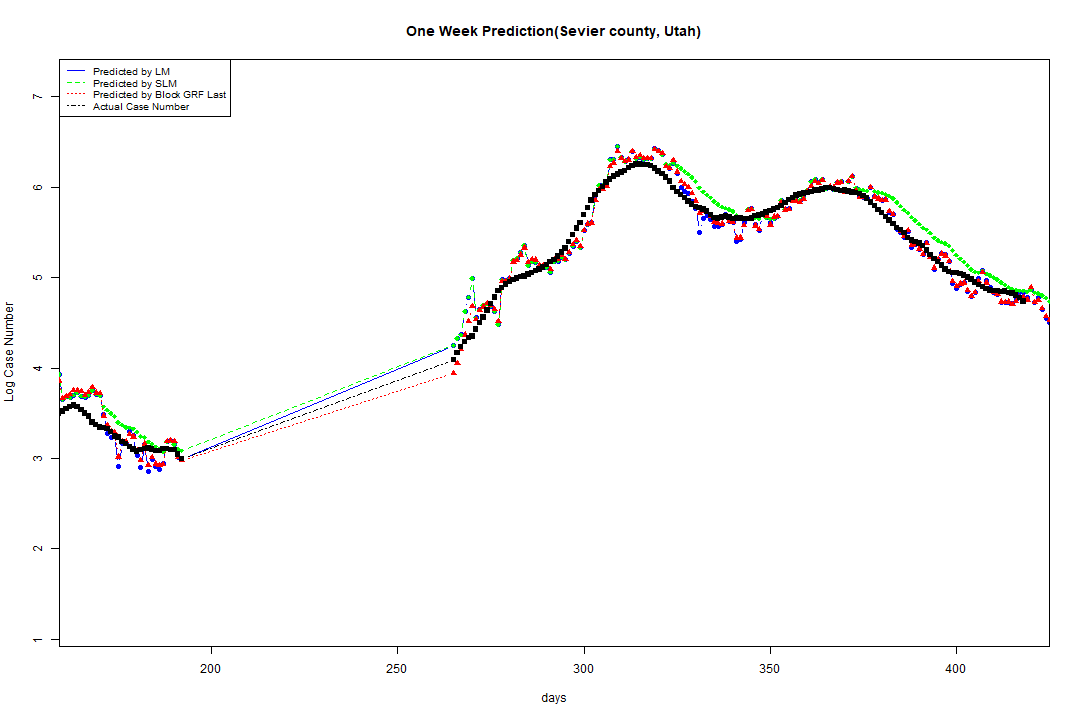 One Week Prediction(Sevier county, Utah)
Predicted by LM
Predicted by SLM
Predicted by Block GRF Last
Actual Case Number
Log Case Number
7
6
5
4
3
2
1
200 250 300 350 400
days